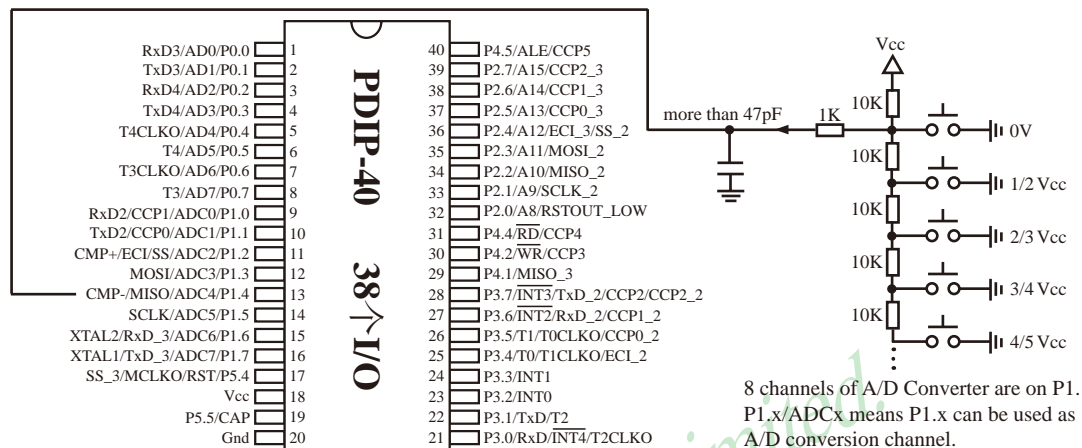 RxD3/AD0/P0.0 1
TxD3/AD1/P0.1 2
RxD4/AD2/P0.2 3
TxD4/AD3/P0.3 4
T4CLKO/AD4/P0.4 5
T4/AD5/P0.5 6
T3CLKO/AD6/P0.6 7
T3/AD7/P0.7 8
RxD2/CCP1/ADC0/P1.0 9
TxD2/CCP0/ADC1/P1.1 10
CMP+/ECI/SS/ADC2/P1.2 11
MOSI/ADC3/P1.3 12
CMP-/MISO/ADC4/P1.4 13
SCLK/ADC5/P1.5 14
XTAL2/RxD_3/ADC6/P1.6 15
XTAL1/TxD_3/ADC7/P1.7 16
SS_3/MCLKO/RST/P5.4 17
Vcc 18
P5.5/CAP 19
Gnd 20
PDIP-40 38个I/O
40 P4.5/ALE/CCP5
39 P2.7/A15/CCP2_3
38 P2.6/A14/CCP1_3
37 P2.5/A13/CCP0_3
36 P2.4/A12/ECI_3/SS_2
35 P2.3/A11/MOSI_2
34 P2.2/A10/MISO_2
33 P2.1/A9/SCLK_2
32 P2.0/A8/RSTOUT_LOW
31 P4.4/RD/CCP4
30 P4.2/WR/CCP3
29 P4.1/MISO_3
28 P3.7/INT3/TxD_2/CCP2/CCP2_2
27 P3.6/INT2/RxD_2/CCP1_2
26 P3.5/T1/T0CLKO/CCP0_2
25 P3.4/T0/T1CLKO/ECI_2
24 P3.3/INT1
23 P3.2/INT0
22 P3.1/TxD/T2
21 P3.0/RxD/INT4/T2CLKO
more than 47pF
1K
Vcc
10K
0V
10K
1/2 Vcc
10K
2/3 Vcc
10K
3/4 Vcc
10K
4/5 Vcc
8 channels of A/D Converter are on P1.
P1.x/ADCx means P1.x can be used as
A/D conversion channel.